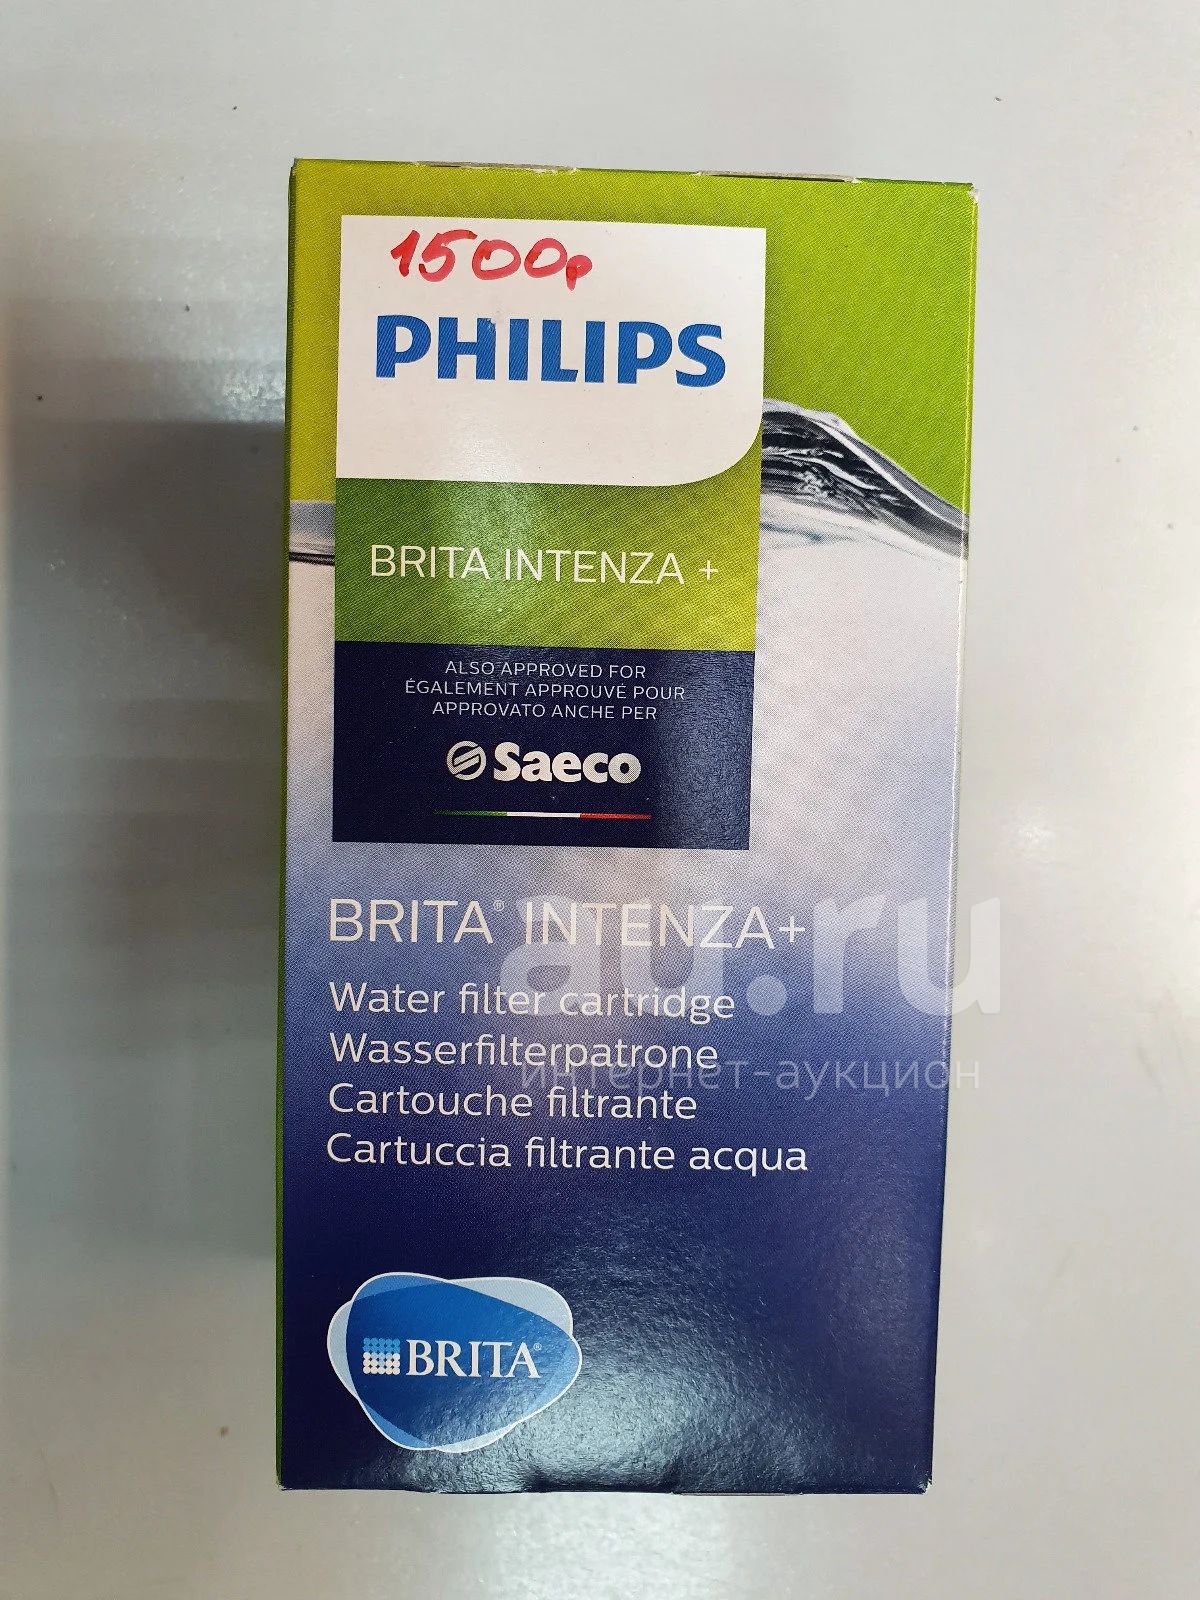 1500р
PHILIPS
BRITA INTENZA +
ALSO APPROVED FOR
ÉGALEMENT APPROUVÉ POUR
APPROVATO ANCHE PER
Saeco
BRITA® INTENZA+
au.ru
Water filter cartridge
Wasserfilterpatrone
интернет-аукцион
Cartouche filtrante
Cartuccia filtrante acqua
BRITA®